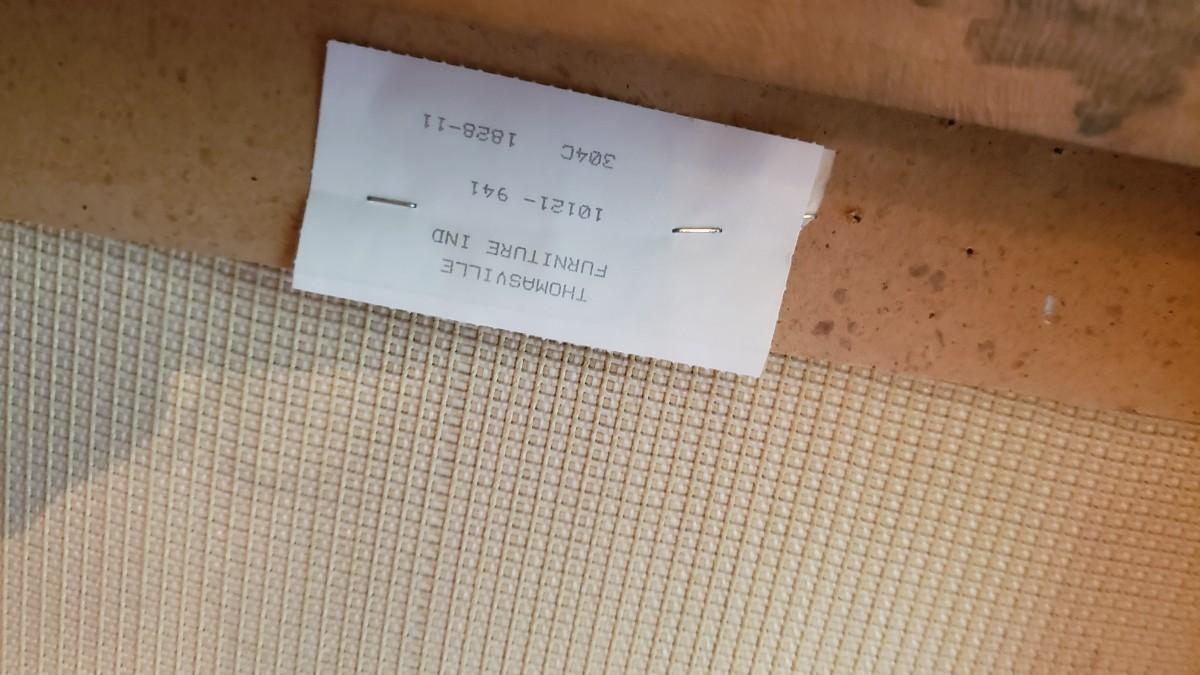 THOMASVILLE
FURNITURE IND
10121- 941
304C 1828-11